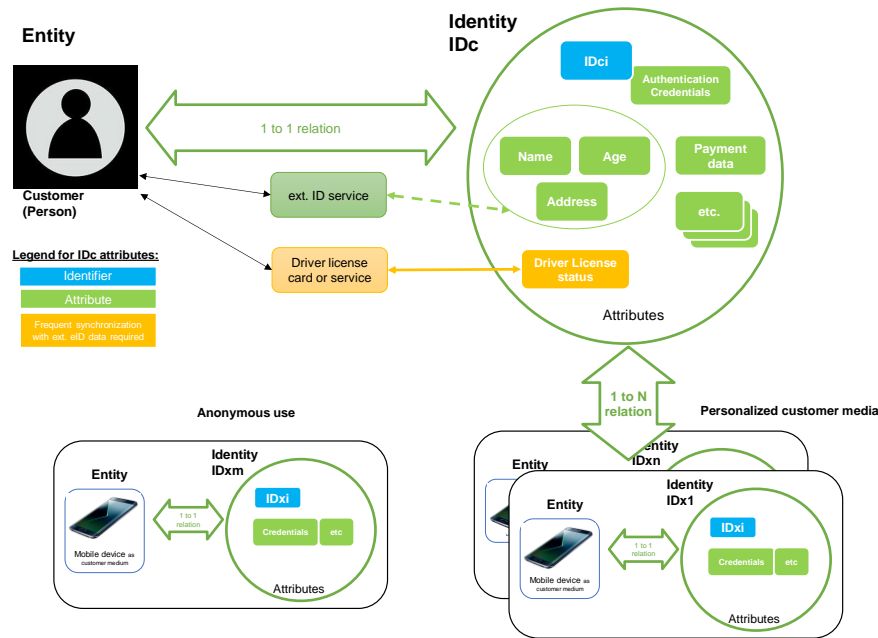 Entity
Identity
IDc
IDci
Authentication
Credentials
1 to 1 relation
Name
Age
Payment
data
Address
etc.
Customer
(Person)
ext. ID service
Legend for IDc attributes:
Identifier
Attribute
Frequent synchronization
with ext. eID data required
Driver license
card or service
Driver License
status
Attributes
1 to N
relation
Anonymous use
Personalized customer media
Entity
Identity
IDxm
IDxi
1 to 1
relation
Credentials
etc
Mobile device as
customer medium
Attributes
Entity
Identity
IDxn
Entity
Identity
IDx1
IDxi
1 to 1
relation
Credentials
etc
Mobile device as
customer medium
Attributes